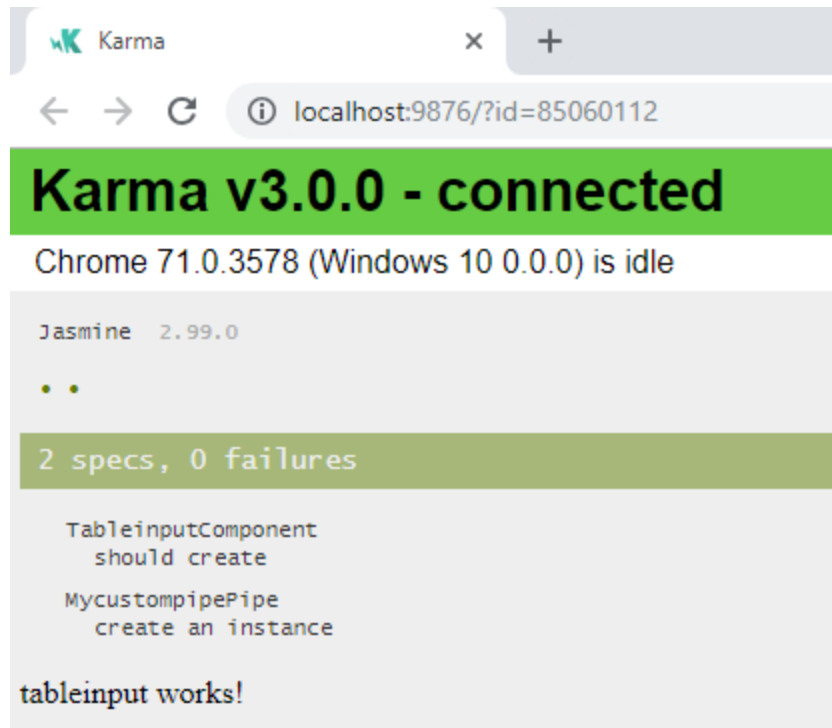 Karma
localhost:9876/?id=85060112
Karma v3.0.0 - connected
Chrome 71.0.3578 (Windows 10 0.0.0) is idle
Jasmine 2.99.0
• •
2 specs, 0 failures
TableinputComponent
should create
MycustompipePipe
create an instance
tableinput works!